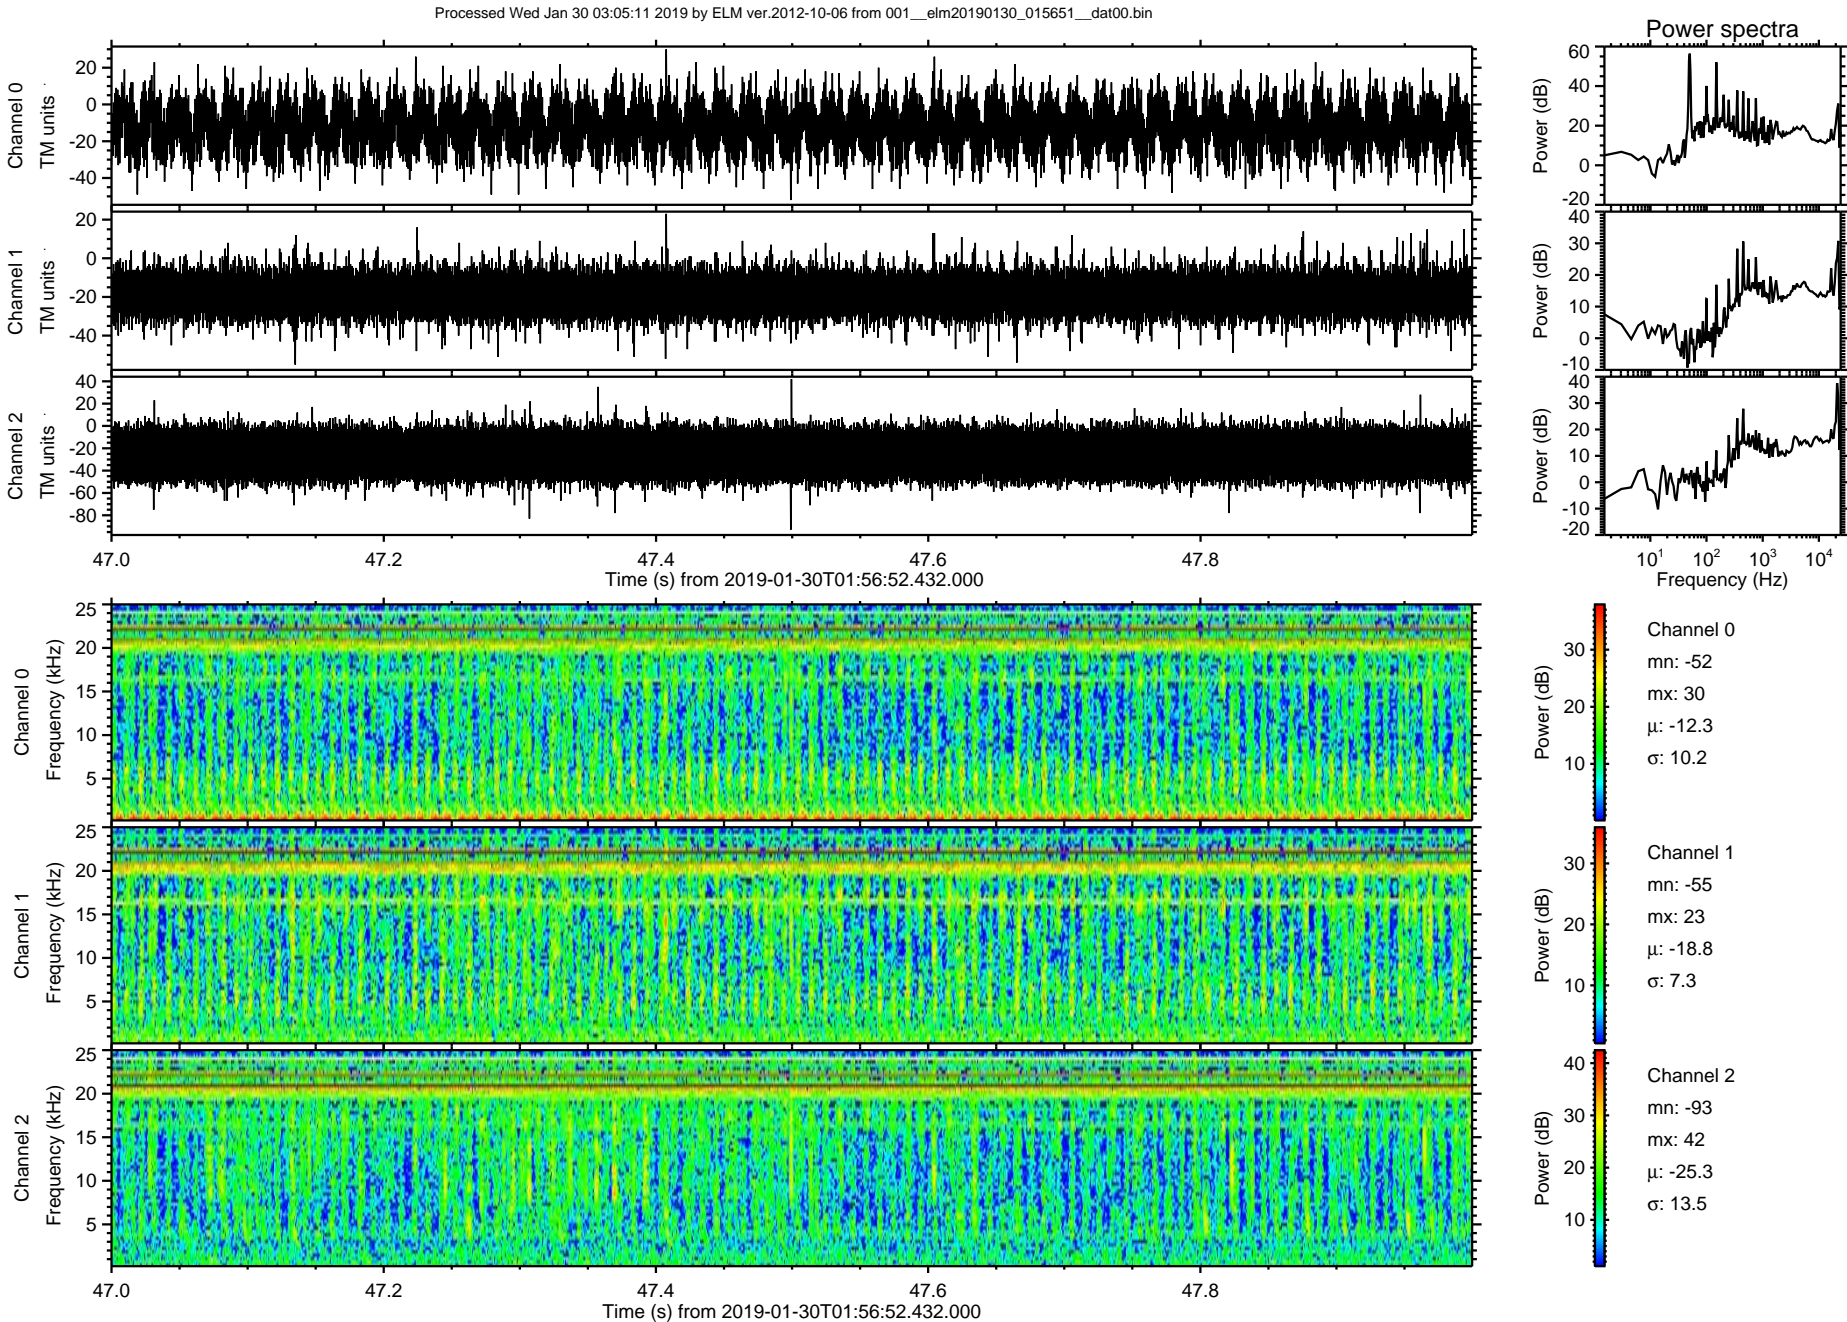 Processed Wed Jan 30 03:05:11 2019 by ELM ver.2012-10-06 from 001__elm20190130_015651__dat00.bin
Power spectra
Channel 0
TM units
20
0
-20
-40
Power (dB)
60
40
20
0
-20
Channel 1
TM units
20
0
-20
-40
Power (dB)
40
30
20
10
0
-10
Channel 2
TM units
40
20
0
-20
-40
-60
-80
Power (dB)
40
30
20
10
0
-10
-20
47.0 47.2 47.4 47.6 47.8
Time (s) from 2019-01-30T01:56:52.432.000
10¹ 10² 10³ 10⁴
Frequency (Hz)
Channel 0
Frequency (kHz)
25
20
15
10
5
Power (dB)
30
20
10
Channel 0
mn: -52
mx: 30
μ: -12.3
σ: 10.2
Channel 1
Frequency (kHz)
25
20
15
10
5
Power (dB)
30
20
10
Channel 1
mn: -55
mx: 23
μ: -18.8
σ: 7.3
Channel 2
Frequency (kHz)
25
20
15
10
5
Power (dB)
40
30
20
10
Channel 2
mn: -93
mx: 42
μ: -25.3
σ: 13.5
47.0 47.2 47.4 47.6 47.8
Time (s) from 2019-01-30T01:56:52.432.000